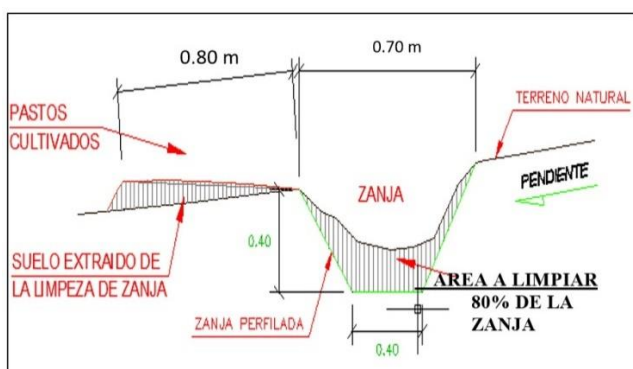 0.80 m
0.70 m
TERRENO NATURAL
PASTOS
CULTIVADOS
PENDIENTE
ZANJA
SUELO EXTRAIDO DE
LA LIMPEZA DE ZANJA
0.40
AREA A LIMPIAR
80% DE LA
ZANJA
ZANJA PERFILADA
0.40